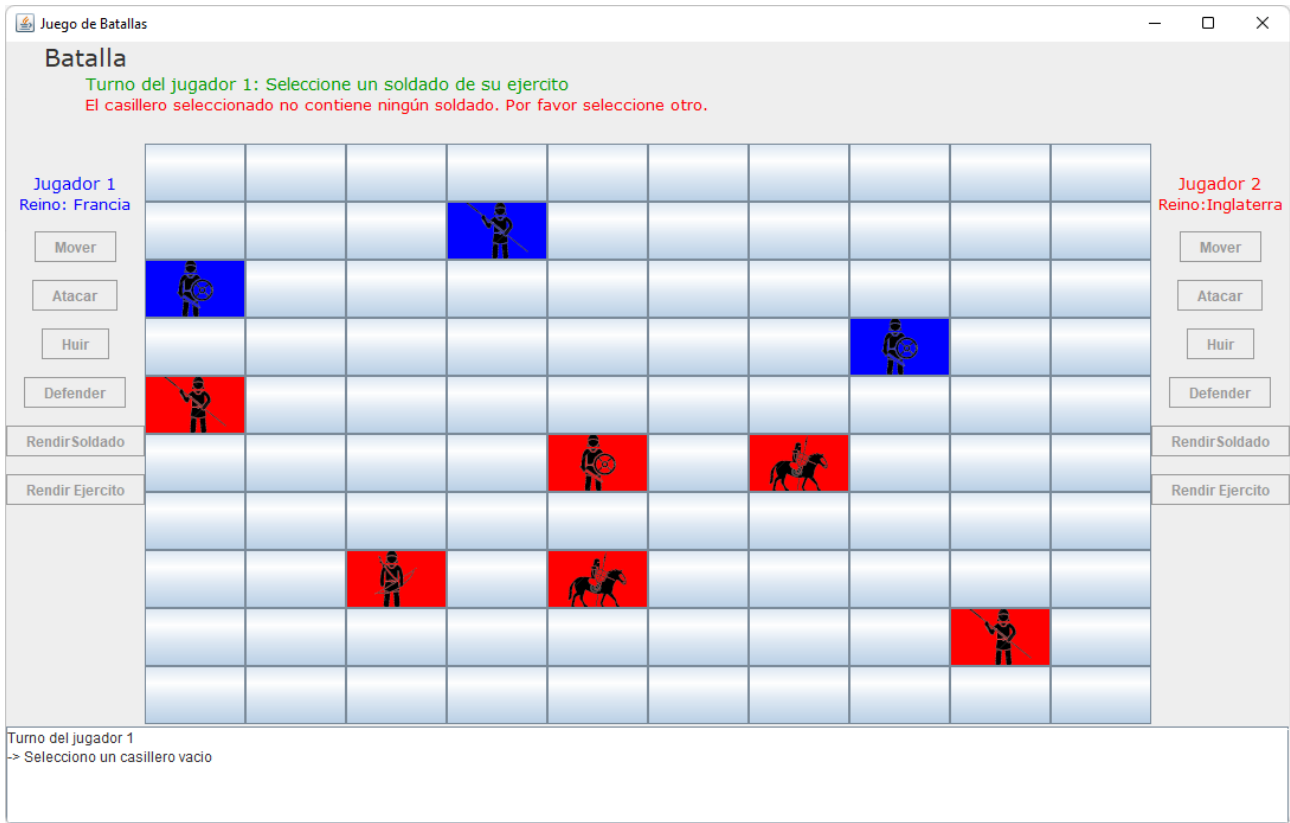 Juego de Batallas
Batalla
Turno del jugador 1: Seleccione un soldado de su ejercito
El casillero seleccionado no contiene ningún soldado. Por favor seleccione otro.
Jugador 1
Reino: Francia
Mover
Atacar
Huir
Defender
RendirSoldado
Rendir Ejercito
Jugador 2
Reino:Inglaterra
Mover
Atacar
Huir
Defender
RendirSoldado
Rendir Ejercito
Turno del jugador 1
-> Selecciono un casillero vacio